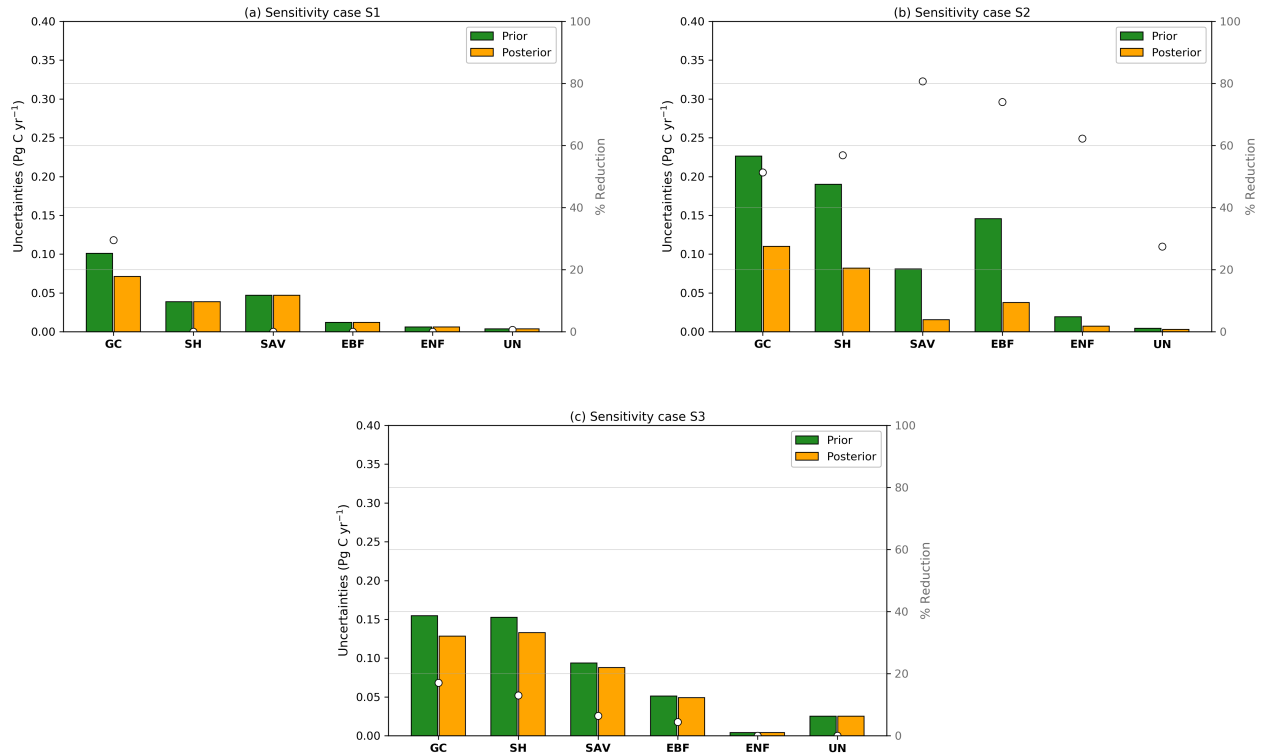 (a) Sensitivity case S1
0.40
0.35
0.30
0.25
0.20
0.15
0.10
0.05
0.00
Uncertainties (Pg C yr⁻¹)
Prior
Posterior
100
80
60
40
20
0
% Reduction
GC SH SAV EBF ENF UN
(b) Sensitivity case S2
0.40
0.35
0.30
0.25
0.20
0.15
0.10
0.05
0.00
Uncertainties (Pg C yr⁻¹)
Prior
Posterior
100
80
60
40
20
0
% Reduction
GC SH SAV EBF ENF UN
(c) Sensitivity case S3
0.40
0.35
0.30
0.25
0.20
0.15
0.10
0.05
0.00
Uncertainties (Pg C yr⁻¹)
Prior
Posterior
100
80
60
40
20
0
% Reduction
GC SH SAV EBF ENF UN